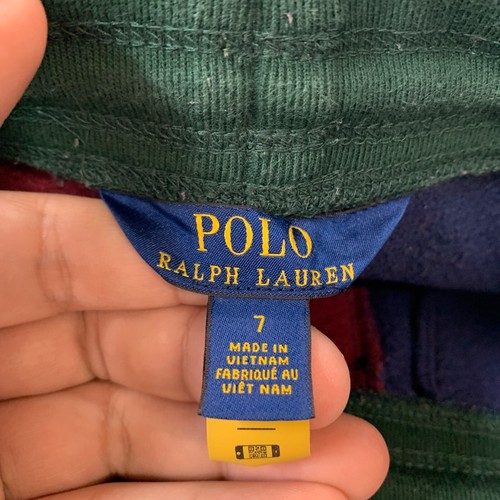 POLO
RALPH LAUREN
7
MADE IN
VIETNAM
FABRIQUÉ AU
VIÊT NAM